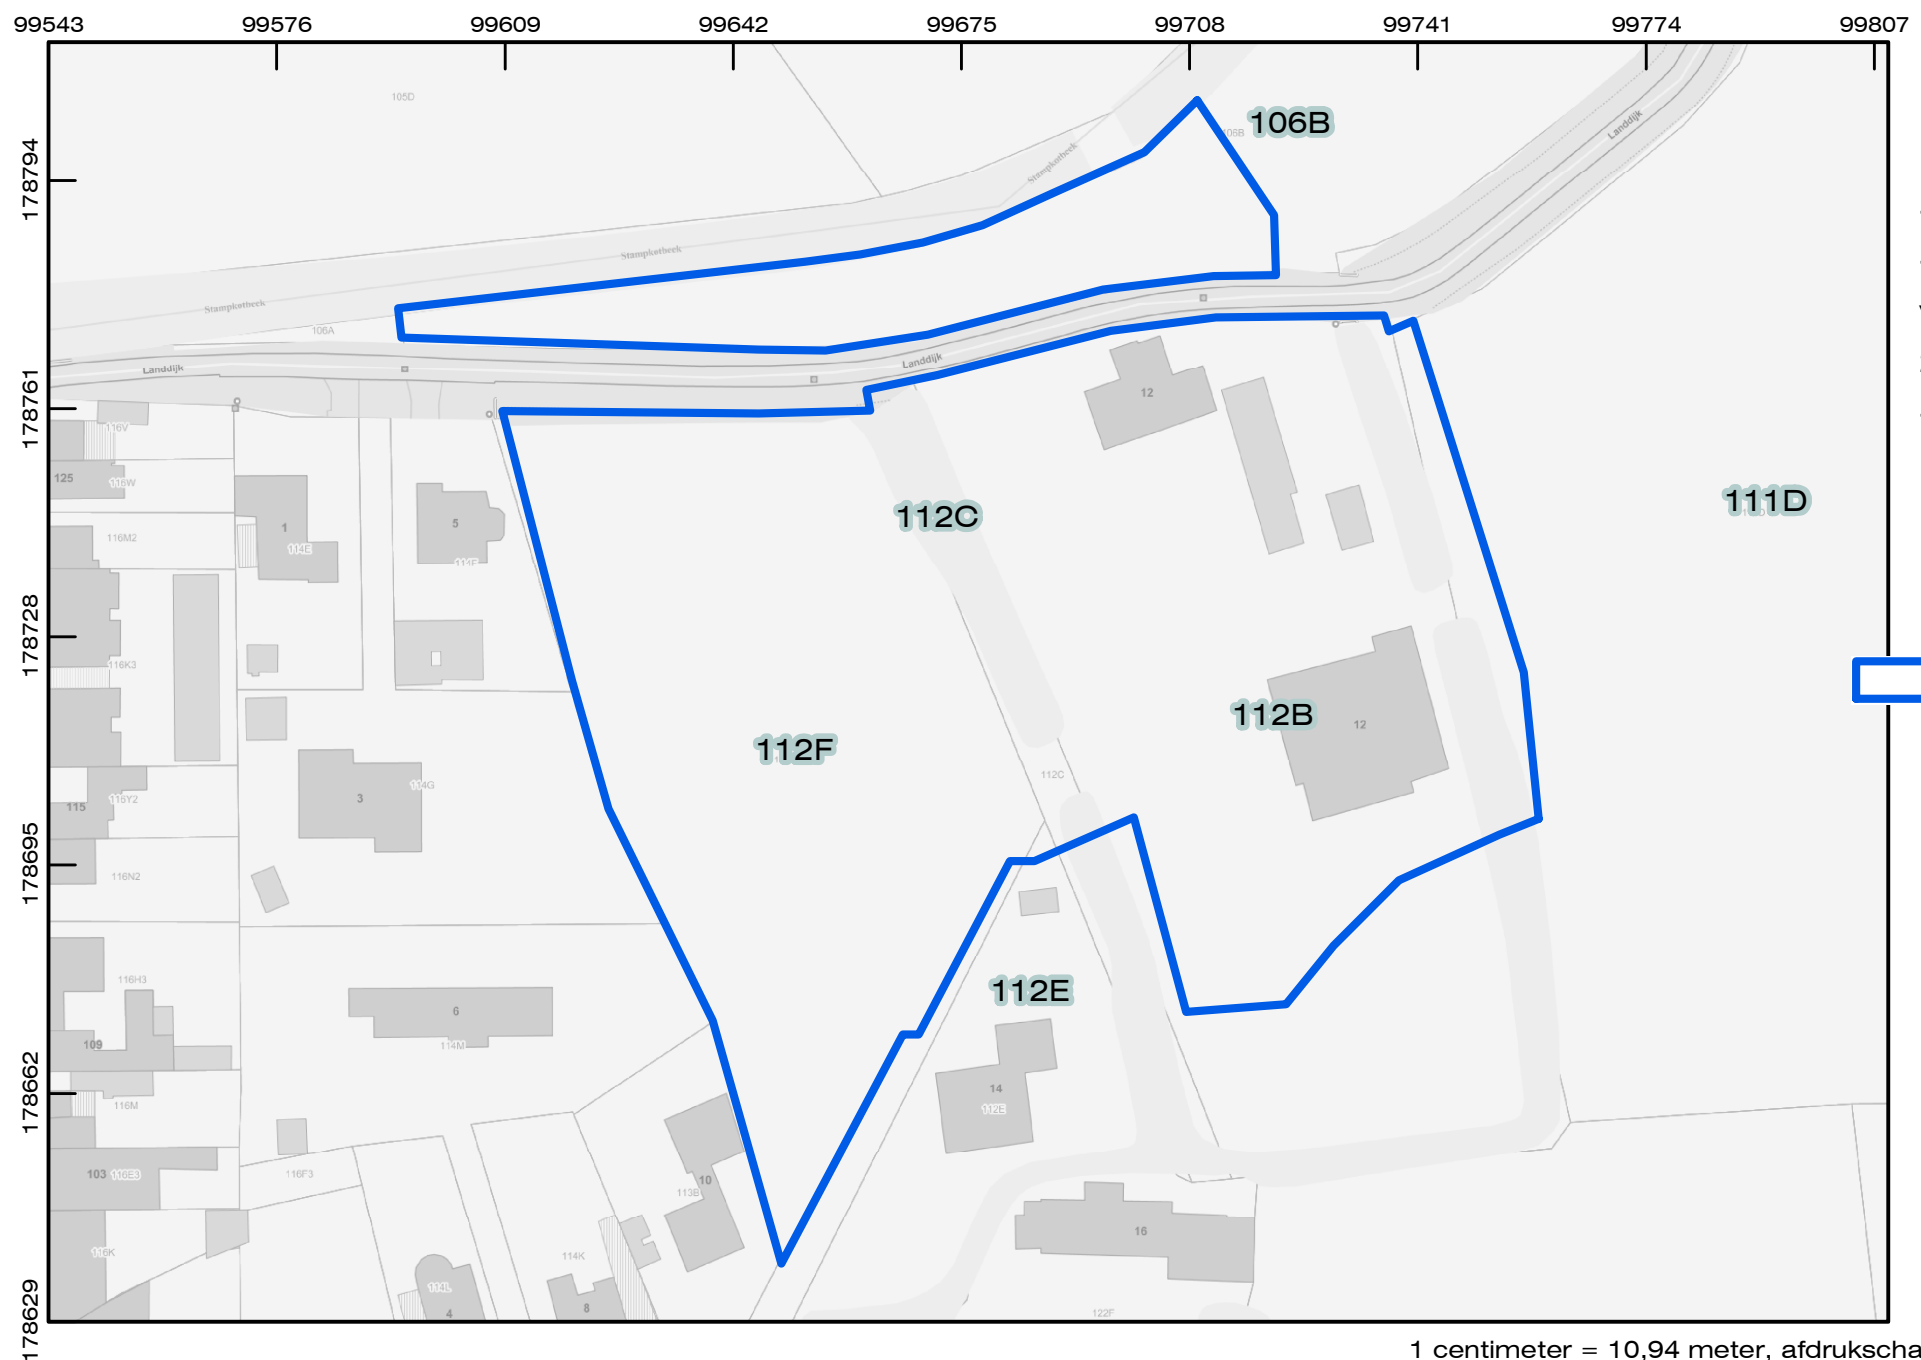 99543 99576 99609 99642 99675 99708 99741 99774 99807
105D
106B
106B
Landdijk
Stampkotbeek
178794
Stampkotbeek
Stampkotbeek
106A
Landdijk
Landdijk
178761
12
116V
125
116W
112C
111D
1
5
116M2
114E
178728
116K3
112B
12
112F
112C
114G
3
115
116Y2
178695
116N2
116H3
112E
6
109
114M
178662
14
116M
112E
103
116E3
116F3
10
113B
16
116K
114K
114L
178629
4
8
122F
1 centimeter = 10,94 meter, afdrukscha